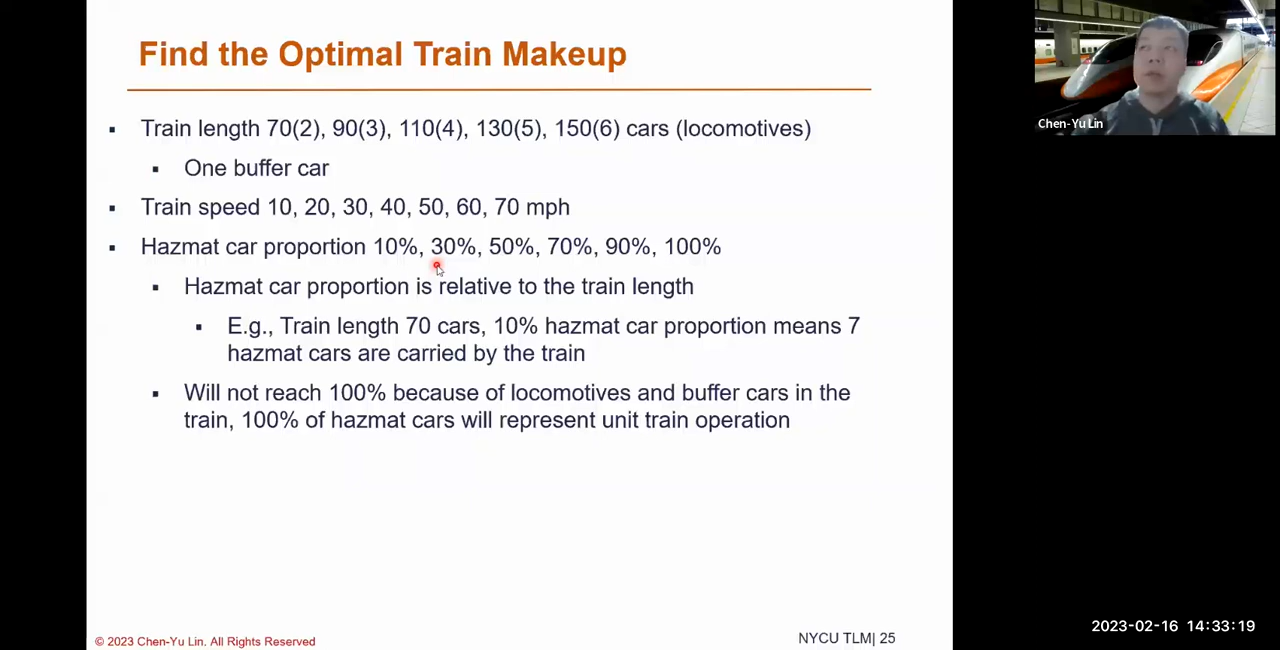 Find the Optimal Train Makeup
▪ Train length 70(2), 90(3), 110(4), 130(5), 150(6) cars (locomotives)
▪ One buffer car
▪ Train speed 10, 20, 30, 40, 50, 60, 70 mph
▪ Hazmat car proportion 10%, 30%, 50%, 70%, 90%, 100%
▪ Hazmat car proportion is relative to the train length
▪ E.g., Train length 70 cars, 10% hazmat car proportion means 7
hazmat cars are carried by the train
▪ Will not reach 100% because of locomotives and buffer cars in the
train, 100% of hazmat cars will represent unit train operation
© 2023 Chen-Yu Lin. All Rights Reserved
NYCU TLM| 25
Chen-Yu Lin
2023-02-16 14:33:19